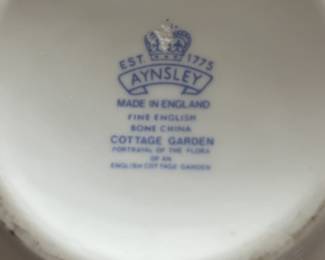 EST. 1775
AYNSLEY
MADE IN ENGLAND
FINE ENGLISH
BONE CHINA
COTTAGE GARDEN
PORTRAYAL OF THE FLORA
OF AN
ENGLISH COTTAGE GARDEN